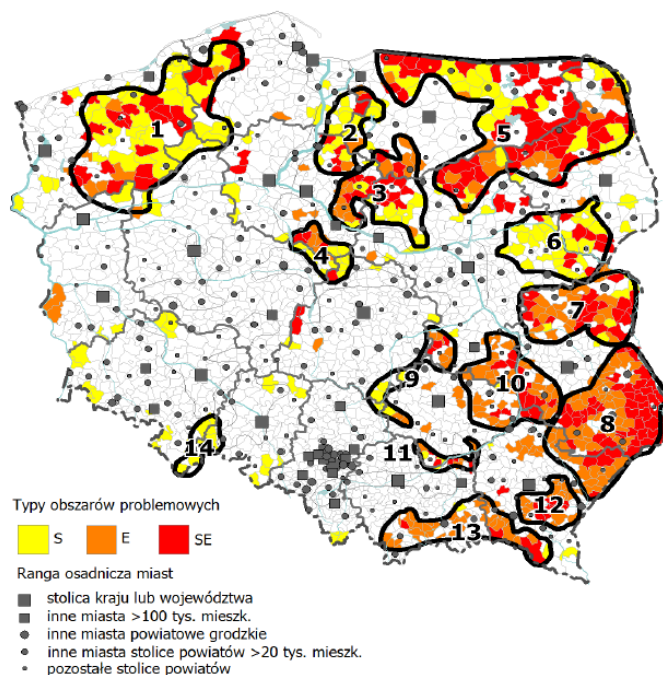 1
2
3
4
5
6
7
8
9
10
11
12
13
14
Typy obszarów problemowych
S E SE
Ranga osadnicza miast
stolica kraju lub województwa
inne miasta >100 tys. mieszk.
inne miasta powiatowe grodzkie
inne miasta stolice powiatów >20 tys. mieszk.
pozostałe stolice powiatów